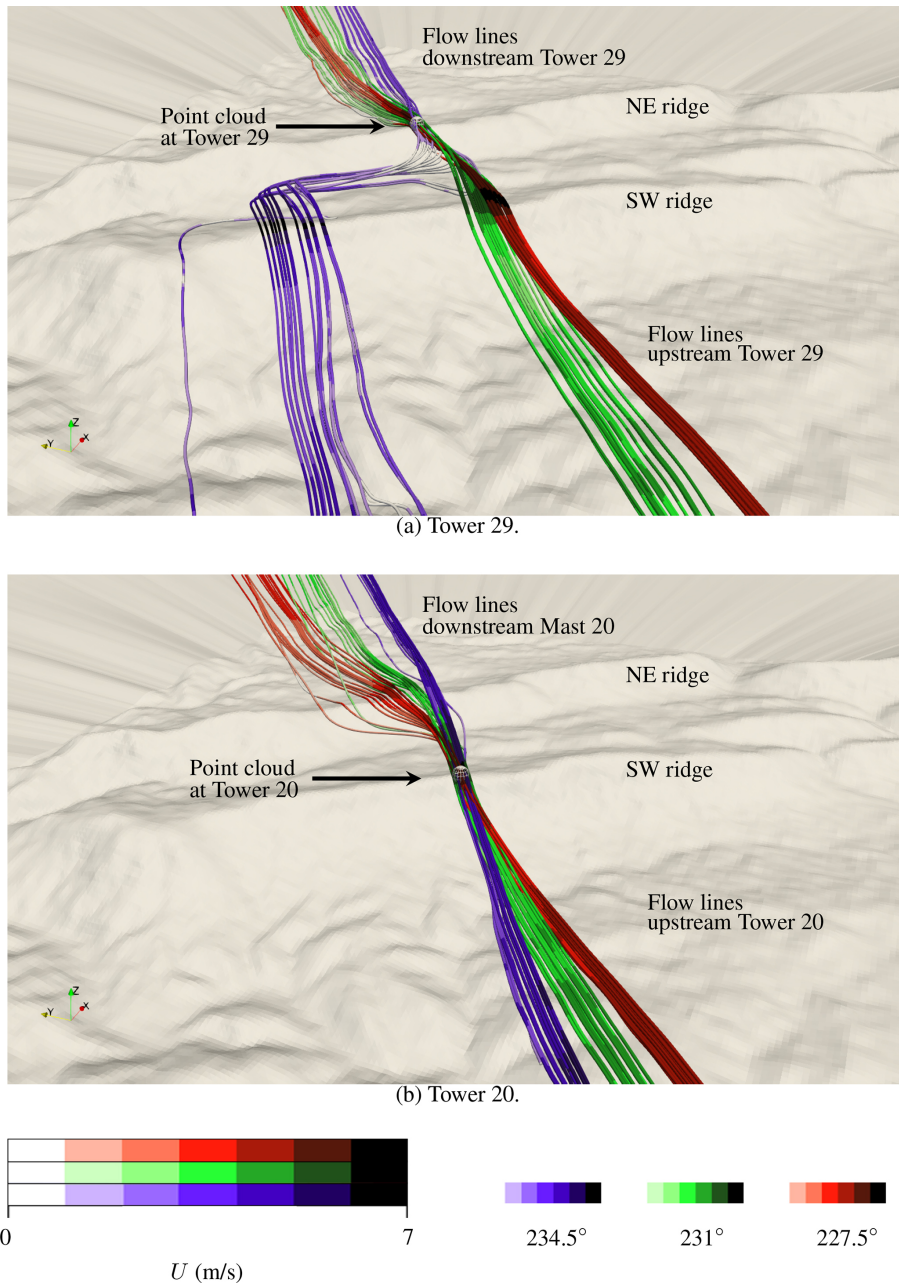 Flow lines
downstream Tower 29
Point cloud
at Tower 29
NE ridge
SW ridge
Flow lines
upstream Tower 29
Z
Y
X
(a) Tower 29.
Flow lines
downstream Mast 20
NE ridge
Point cloud
at Tower 20
SW ridge
Flow lines
upstream Tower 20
Z
Y
X
(b) Tower 20.
0
7
U (m/s)
234.5°
231°
227.5°